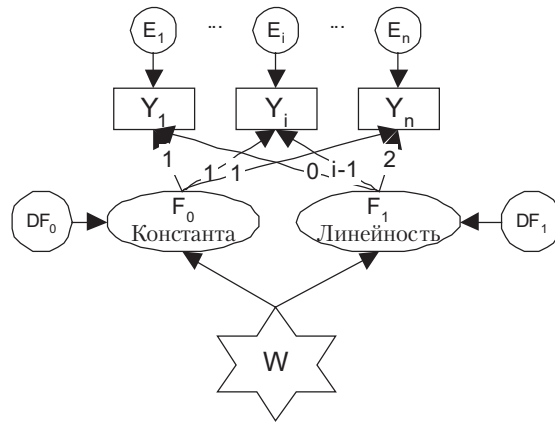 E₁ ... Eᵢ ... Eₙ
Y₁ Yᵢ Yₙ
1 1 1 0 i-1 2
DF₀ F₀ F₁ DF₁
Константа Линейность
W